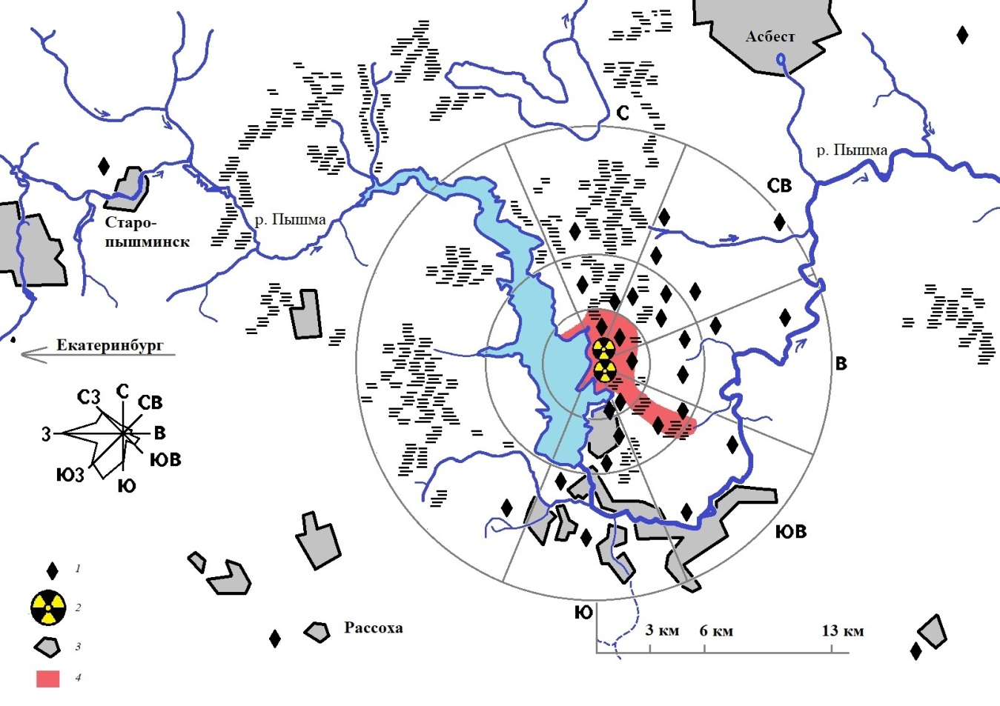 Асбест
С
р. Пышма
СВ
Старо-
пышминск
р. Пышма
Екатеринбург
В
С
СЗ
СВ
З
В
ЮЗ
ЮВ
Ю
ЮВ
1
2
3
4
Рассоха
Ю
3 км
6 км
13 км